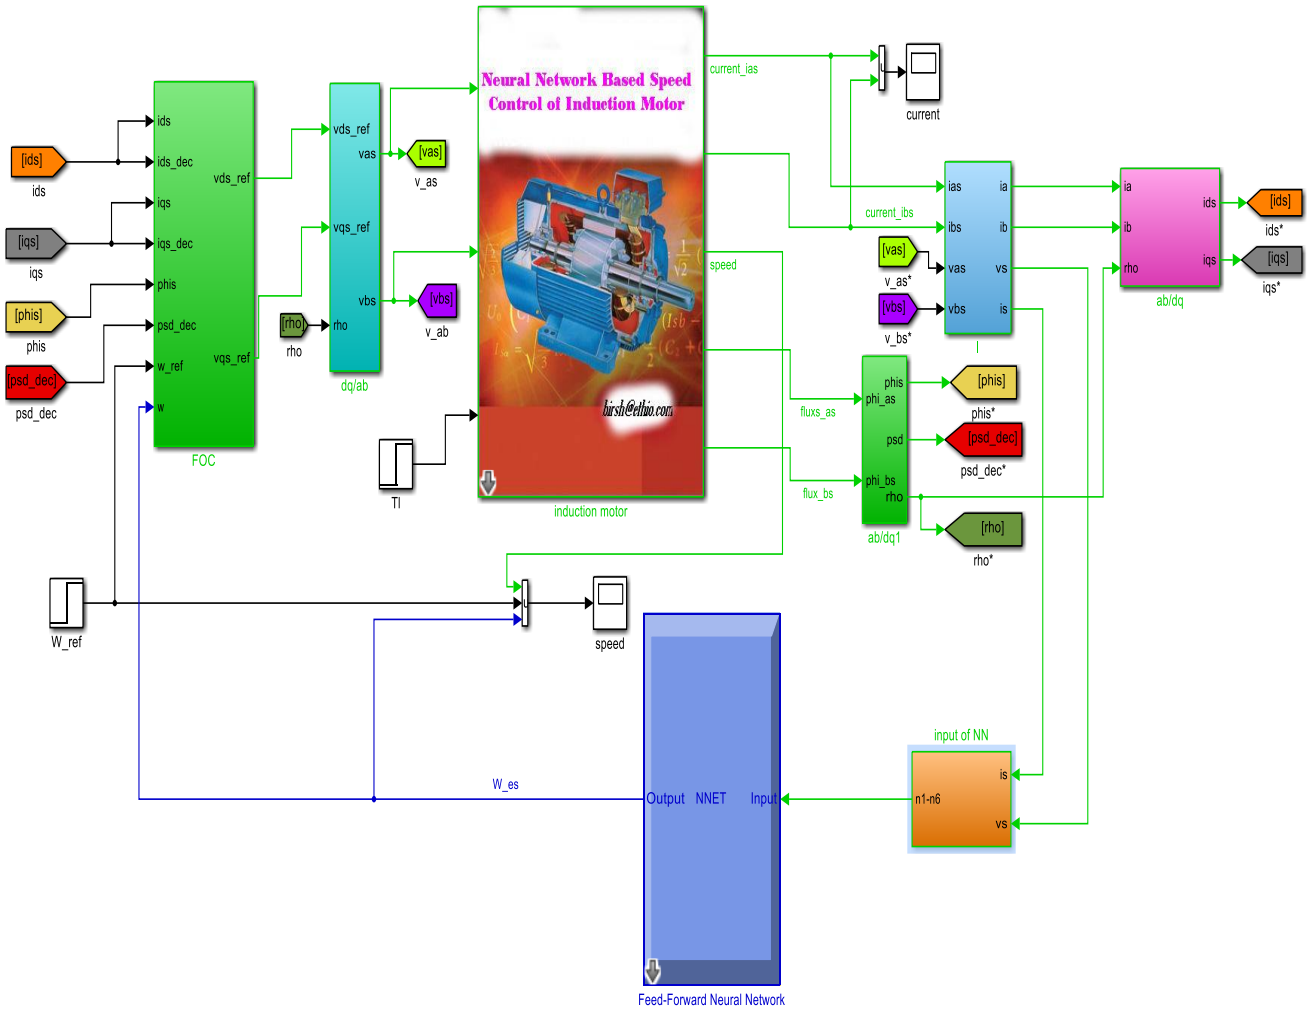 [ids]
ids
[iqs]
iqs
[phis]
phis
[psd_dec]
psd_dec
ids
ids_dec
iqs
iqs_dec
phis
psd_dec
w_ref
w
vds_ref
vqs_ref
FOC
vds_ref
vas
vqs_ref
vbs
rho
dq/ab
[rho]
rho
[vas]
v_as
[vbs]
v_ab
TI
Neural Network Based Speed
Control of Induction Motor
birsh@ethio.com
induction motor
current_ias
current_ibs
speed
fluxs_as
flux_bs
current
[vas]
v_as*
[vbs]
v_bs*
ias
ibs
vas
vbs
ia
ib
vs
is
ia
ib
rho
ids
iqs
ab/dq
[ids]
ids*
[iqs]
iqs*
phis
phi_as
psd
phi_bs
rho
ab/dq1
[phis]
phis*
[psd_dec]
psd_dec*
[rho]
rho*
W_ref
speed
W_es
Output NNET Input
Feed-Forward Neural Network
input of NN
is
n1-n6
vs